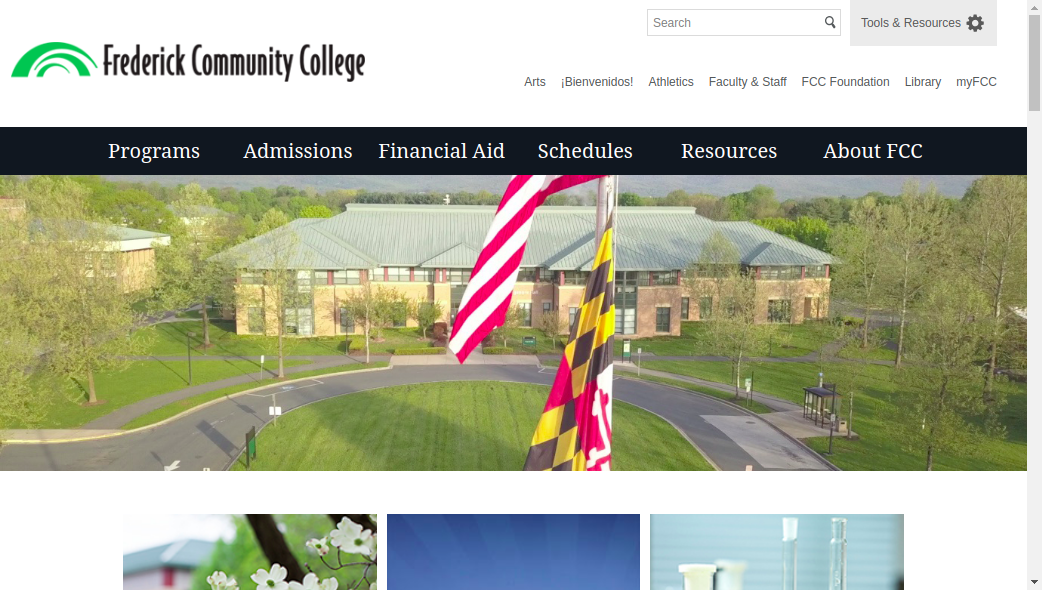 Search
Tools & Resources
Frederick Community College
Arts ¡Bienvenidos! Athletics Faculty & Staff FCC Foundation Library myFCC
Programs Admissions Financial Aid Schedules Resources About FCC